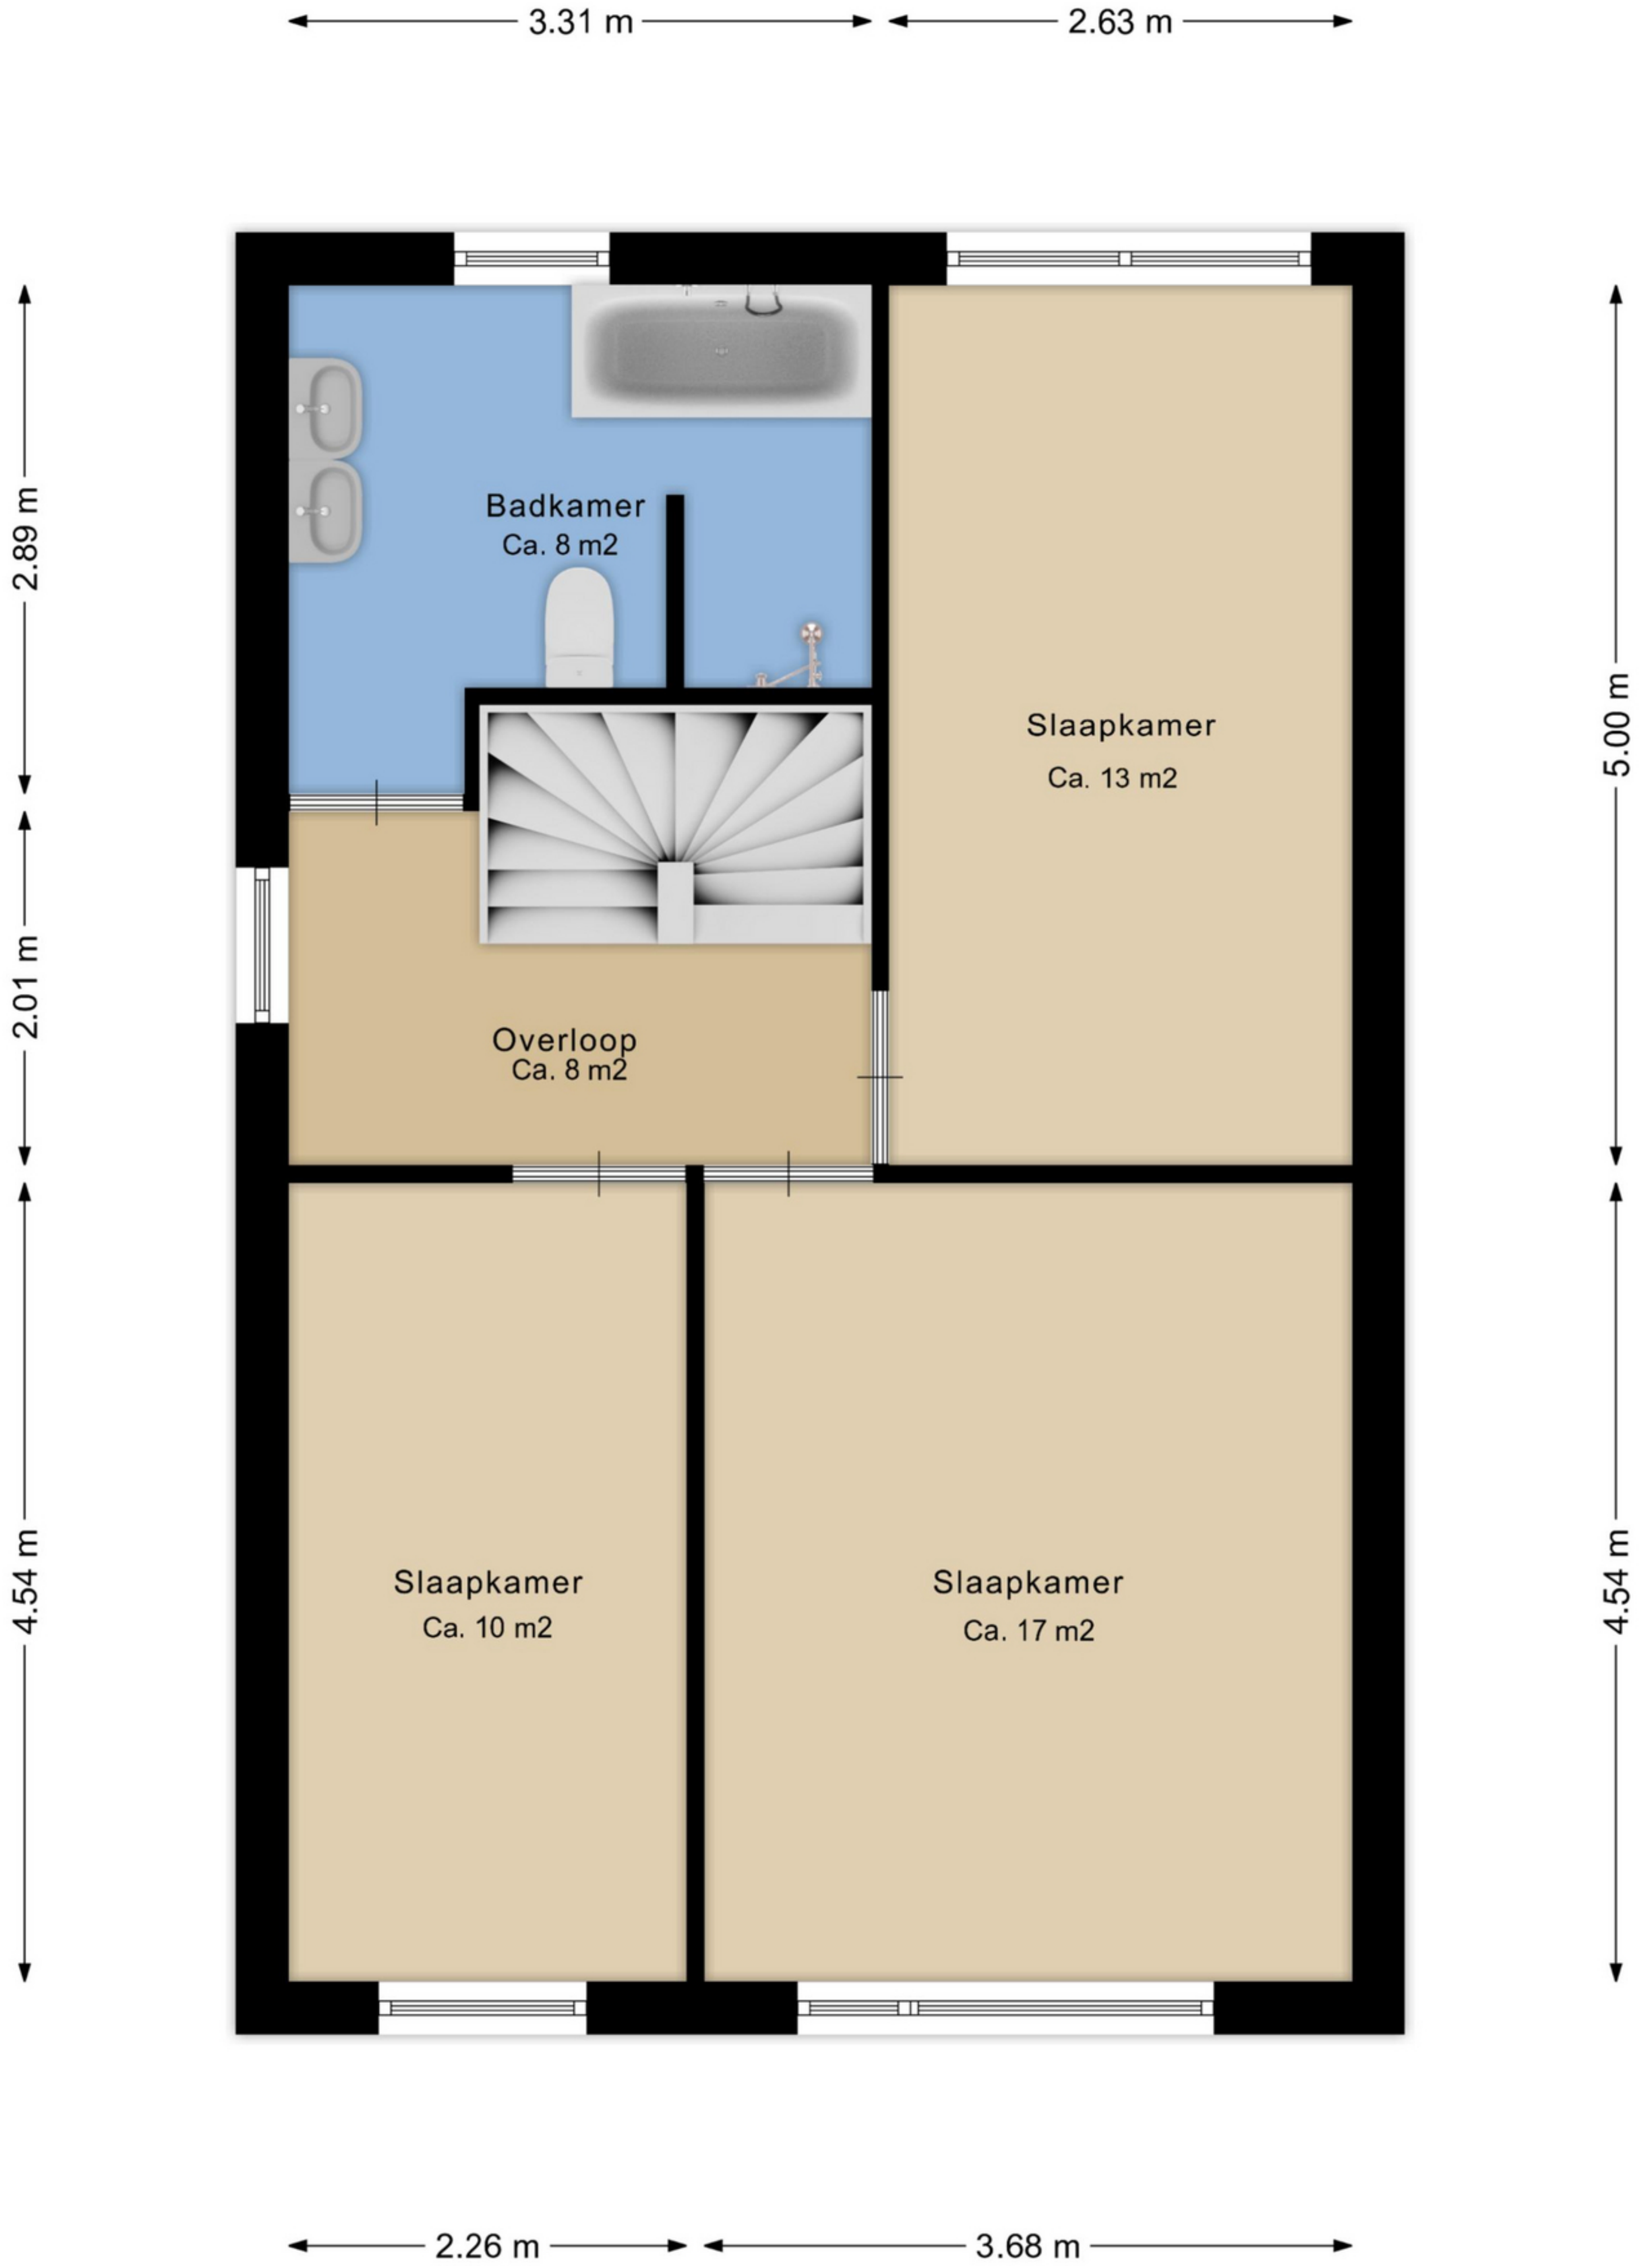 3.31 m
2.63 m
2.89 m
2.01 m
4.54 m
Badkamer
Ca. 8 m2
Slaapkamer
Ca. 13 m2
Overloop
Ca. 8 m2
Slaapkamer
Ca. 10 m2
Slaapkamer
Ca. 17 m2
5.00 m
4.54 m
2.26 m
3.68 m